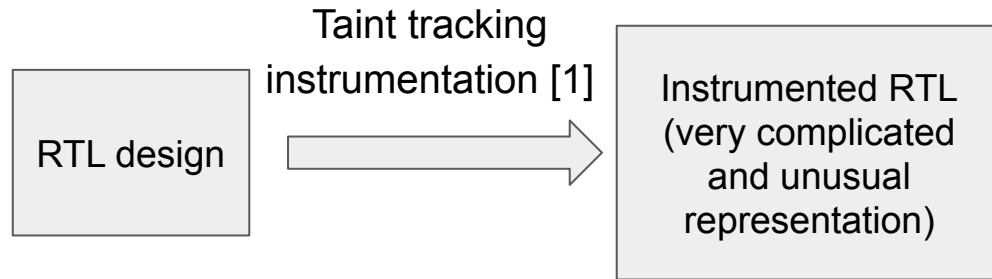 Taint tracking
instrumentation [1]
RTL design
Instrumented RTL
(very complicated
and unusual
representation)